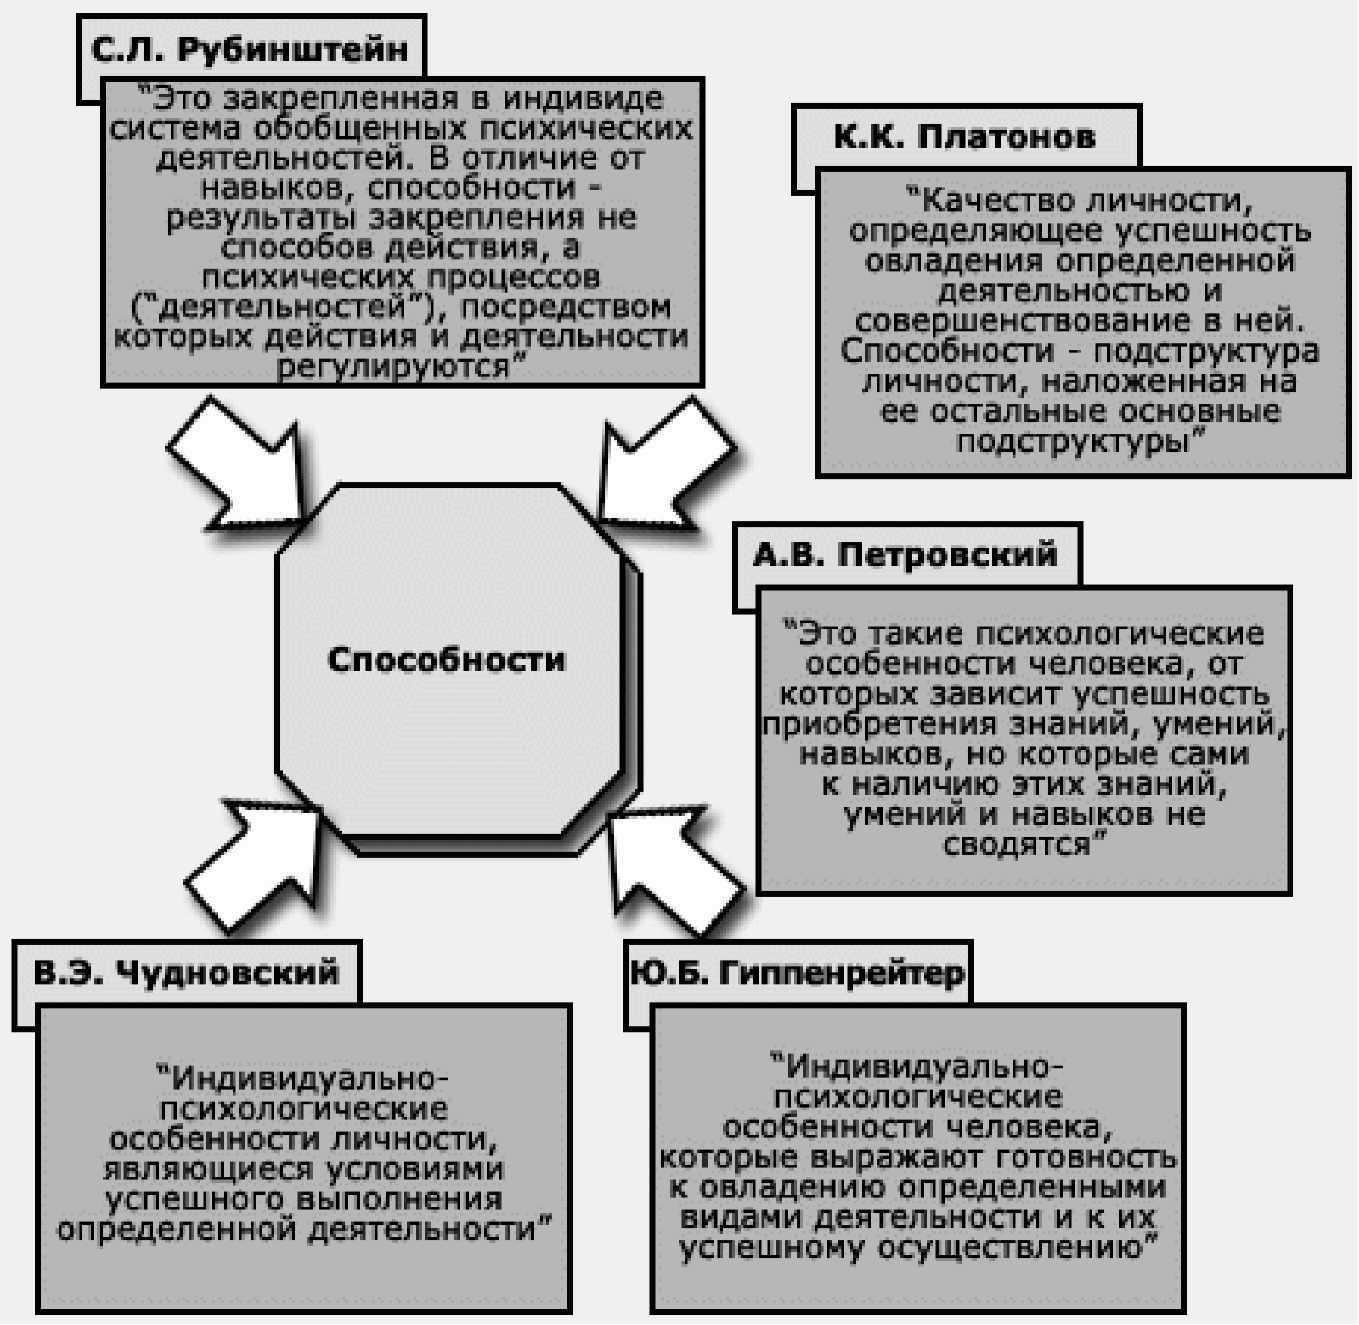 С.Л. Рубинштейн
“Это закрепленная в индивиде
система обобщенных психических
деятельностей. В отличие от
навыков, способности -
результаты закрепления не
способов действия, а
психических процессов
(“деятельностей”), посредством
которых действия и деятельности
регулируются”
К.К. Платонов
“Качество личности,
определяющее успешность
овладения определенной
деятельностью и
совершенствование в ней.
Способности - подструктура
личности, наложенная на
ее остальные основные
подструктуры”
А.В. Петровский
“Это такие психологические
особенности человека, от
которых зависит успешность
приобретения знаний, умений,
навыков, но которые сами
к наличию этих знаний,
умений и навыков не
сводятся”
Способности
В.Э. Чудновский
“Индивидуально-
психологические
особенности личности,
являющиеся условиями
успешного выполнения
определенной деятельности”
Ю.Б. Гиппенрейтер
“Индивидуально-
психологические
особенности человека,
которые выражают готовность
к овладению определенными
видами деятельности и к их
успешному осуществлению”